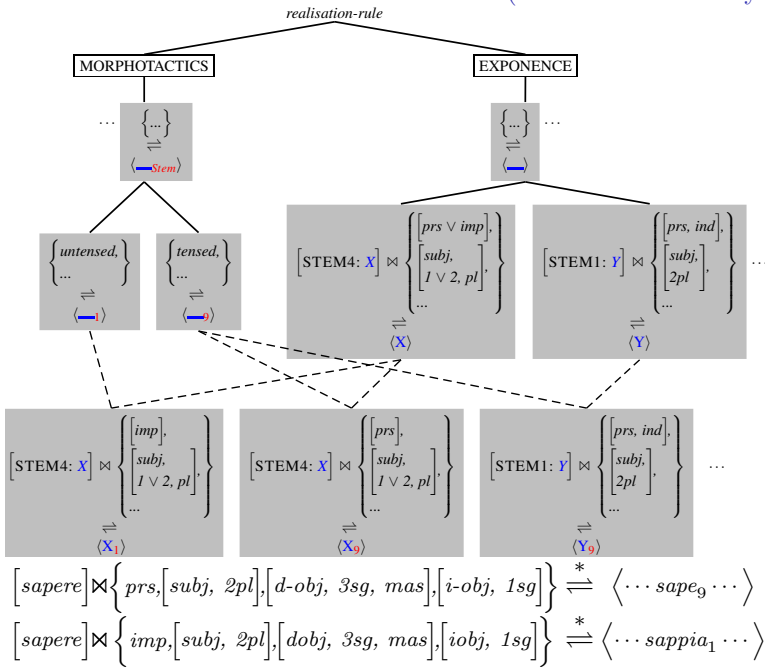 realisation-rule
MORPHOTACTICS EXPONENCE
⋯ {...} {...} ⋯
⇌ ⇌
⟨▬Stem⟩ ⟨▬⟩
{untensed, ...} {tensed, ...} [STEM4: X] ⋈ {[prs ∨ imp], [subj, 1 ∨ 2, pl], ...} [STEM1: Y] ⋈ {[prs, ind], [subj, 2pl], ...} ⋯
⇌ ⇌ ⇌ ⇌
⟨▬1⟩ ⟨▬9⟩ ⟨X⟩ ⟨Y⟩
[STEM4: X] ⋈ {[imp], [subj, 1 ∨ 2, pl], ...} [STEM4: X] ⋈ {[prs], [subj, 1 ∨ 2, pl], ...} [STEM1: Y] ⋈ {[prs, ind], [subj, 2pl], ...} ⋯
⇌ ⇌ ⇌
⟨X₁⟩ ⟨X₉⟩ ⟨Y₉⟩
[sapere]⋈{prs,[subj, 2pl],[d-obj, 3sg, mas],[i-obj, 1sg]} ⇌* ⟨⋯ sape₉ ⋯⟩
[sapere]⋈{imp,[subj, 2pl],[dobj, 3sg, mas],[iobj, 1sg]} ⇌* ⟨⋯ sappia₁ ⋯⟩